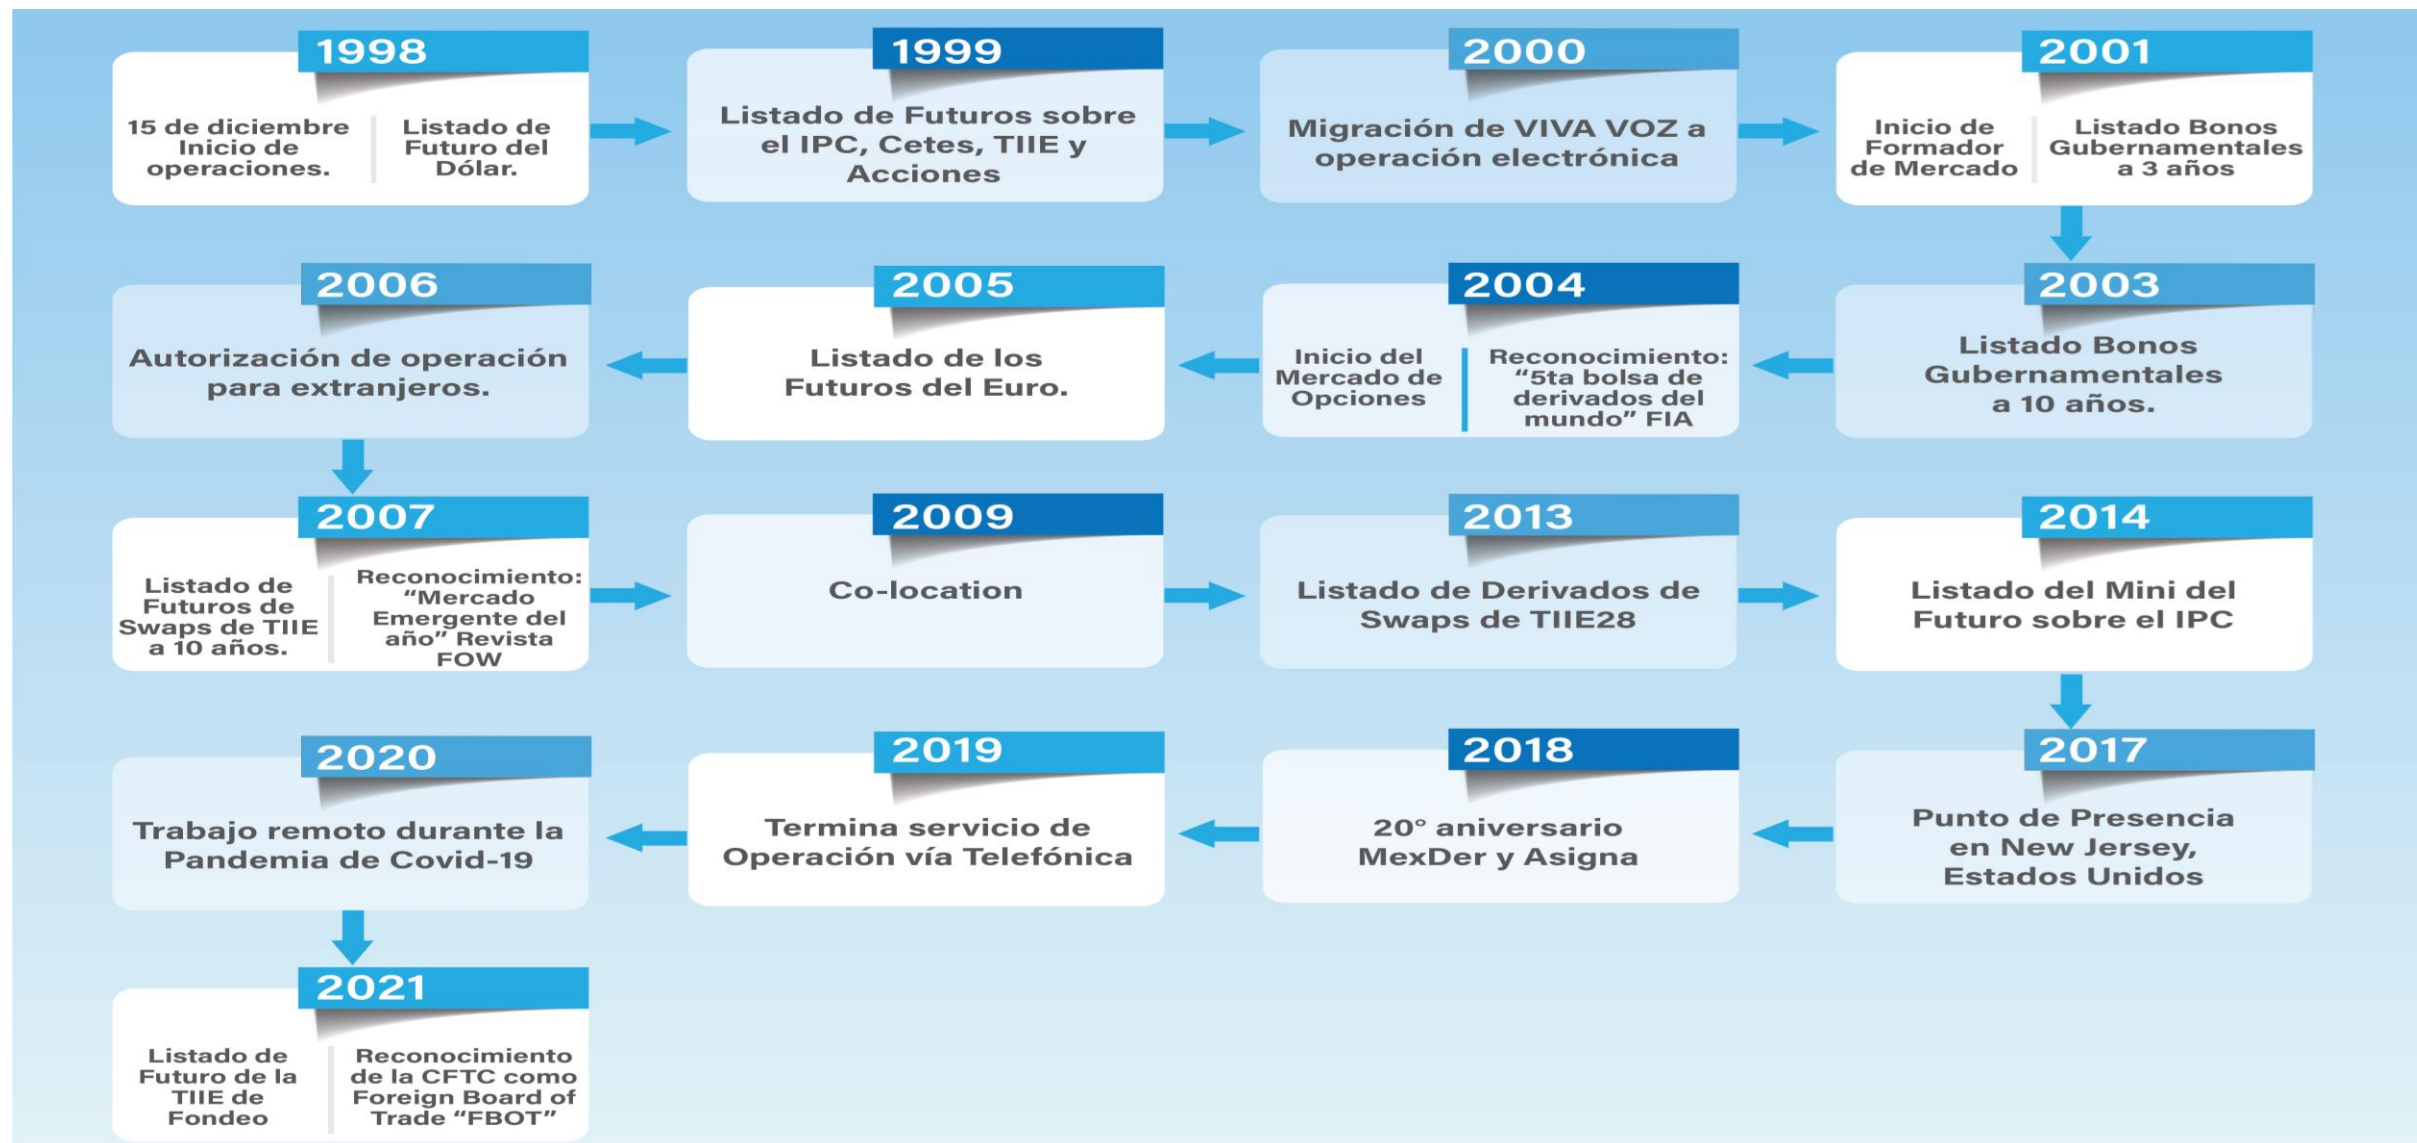 1998
15 de diciembre
Inicio de
operaciones.
Listado de
Futuro del
Dólar.
1999
Listado de Futuros sobre
el IPC, Cetes, TIIE y
Acciones
2000
Migración de VIVA VOZ a
operación electrónica
2001
Inicio de
Formador
de Mercado
Listado Bonos
Gubernamentales
a 3 años
2003
Listado Bonos
Gubernamentales
a 10 años.
2004
Inicio del
Mercado de
Opciones
Reconocimiento:
“5ta bolsa de
derivados del
mundo” FIA
2005
Listado de los
Futuros del Euro.
2006
Autorización de operación
para extranjeros.
2007
Listado de
Futuros de
Swaps de TIIE
a 10 años.
Reconocimiento:
“Mercado
Emergente del
año” Revista
FOW
2009
Co-location
2013
Listado de Derivados de
Swaps de TIIE28
2014
Listado del Mini del
Futuro sobre el IPC
2017
Punto de Presencia
en New Jersey,
Estados Unidos
2018
20° aniversario
MexDer y Asigna
2019
Termina servicio de
Operación vía Telefónica
2020
Trabajo remoto durante la
Pandemia de Covid-19
2021
Listado de
Futuro de la
TIIE de
Fondeo
Reconocimiento
de la CFTC como
Foreign Board of
Trade “FBOT”